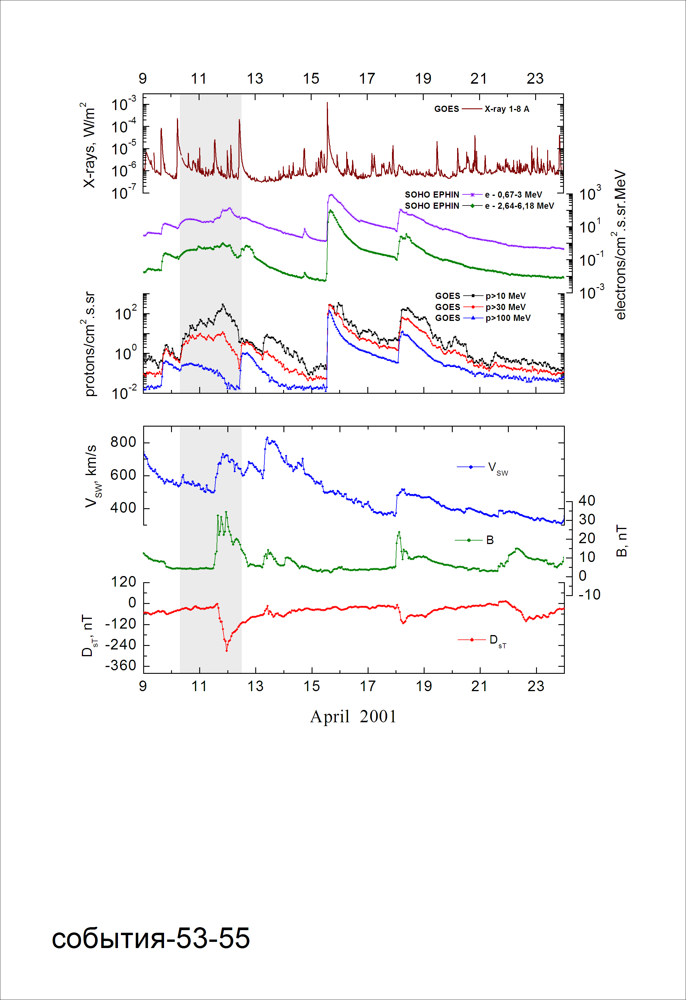 9 11 13 15 17 19 21 23
X-rays, W/m2
10-3
10-4
10-5
10-6
10-7
GOES X-ray 1-8 A
SOHO EPHIN e - 0,67-3 MeV
SOHO EPHIN e - 2,64-6,18 MeV
103
101
10-1
10-3
electrons/cm2.s.sr.MeV
protons/cm2.s.sr
102
100
10-2
GOES p>10 MeV
GOES p>30 MeV
GOES p>100 MeV
VSW, km/s
800
600
400
VSW
40
30
20
10
0
-10
B, nT
B
DsT, nT
120
0
-120
-240
-360
DsT
9 11 13 15 17 19 21 23
April 2001
события-53-55